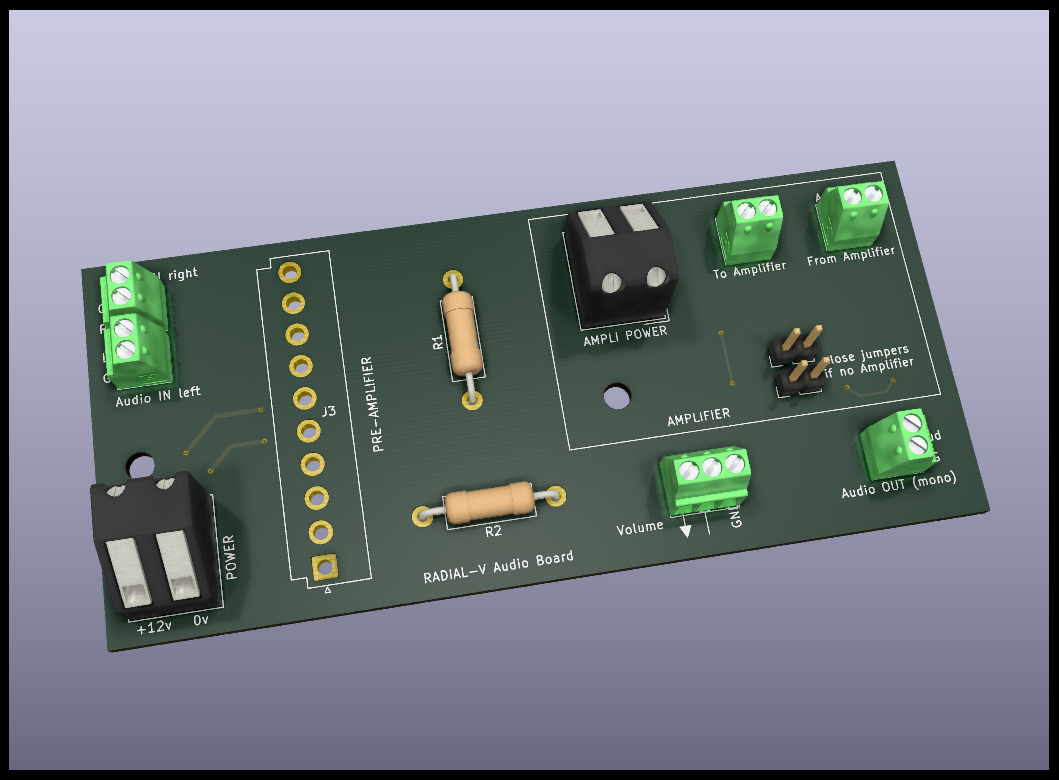 right
Audio IN left
POWER
+12v 0v
J3
PRE-AMPLIFIER
R1
R2
RADIAL-V Audio Board
AMPLI POWER
To Amplifier
From Amplifier
jumpers
if no Amplifier
AMPLIFIER
Volume
GND
Audio OUT (mono)